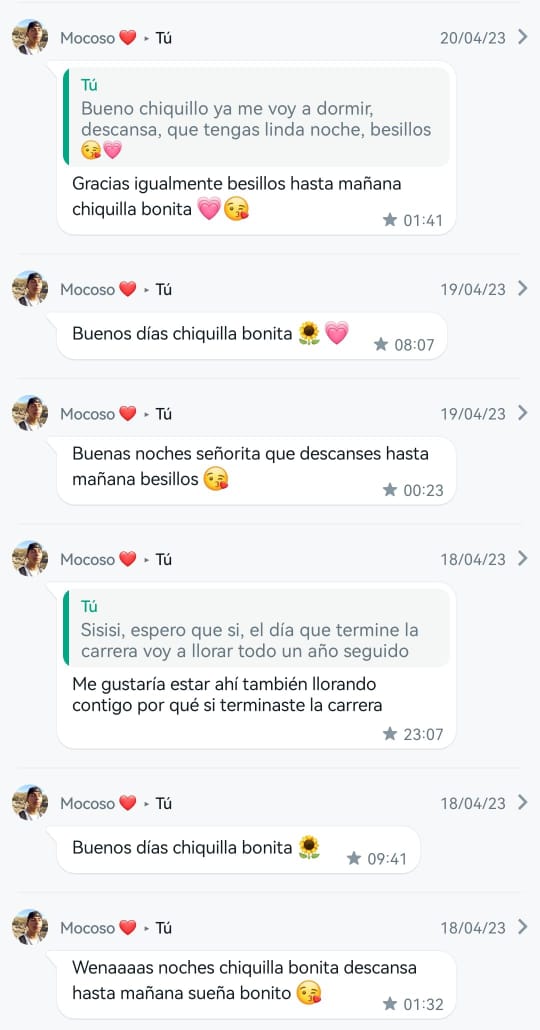 Mocoso ❤️ ▸ Tú 20/04/23
Tú
Bueno chiquillo ya me voy a dormir,
descansa, que tengas linda noche, besillos
😘💗
Gracias igualmente besillos hasta mañana
chiquilla bonita 💗😘
★ 01:41
Mocoso ❤️ ▸ Tú 19/04/23
Buenos días chiquilla bonita 🌻💗
★ 08:07
Mocoso ❤️ ▸ Tú 19/04/23
Buenas noches señorita que descanses hasta
mañana besillos 😘
★ 00:23
Mocoso ❤️ ▸ Tú 18/04/23
Tú
Sisisi, espero que si, el día que termine la
carrera voy a llorar todo un año seguido
Me gustaría estar ahí también llorando
contigo por qué si terminaste la carrera
★ 23:07
Mocoso ❤️ ▸ Tú 18/04/23
Buenos días chiquilla bonita 🌻
★ 09:41
Mocoso ❤️ ▸ Tú 18/04/23
Wenaaaas noches chiquilla bonita descansa
hasta mañana sueña bonito 😘
★ 01:32